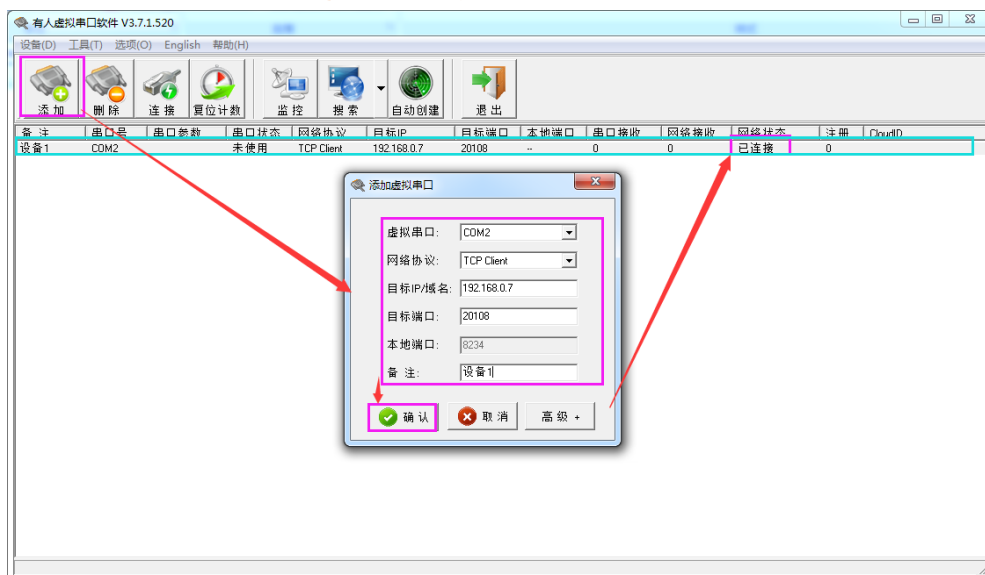 有人虚拟串口软件 V3.7.1.520
设备(D) 工具(T) 选项(O) English 帮助(H)
添加 删除 连接 复位计数 监控 搜索 自动创建 退出
备注 串口号 串口参数 串口状态 网络协议 目标IP 目标端口 本地端口 串口接收 网络接收 网络状态 注册 CloudID
设备1 COM2 未使用 TCP Client 192.168.0.7 20108 -- 0 0 已连接 0
添加虚拟串口
虚拟串口: COM2
网络协议: TCP Client
目标IP/域名: 192.168.0.7
目标端口: 20108
本地端口: 8234
备 注: 设备1
确认 取消 高级 +